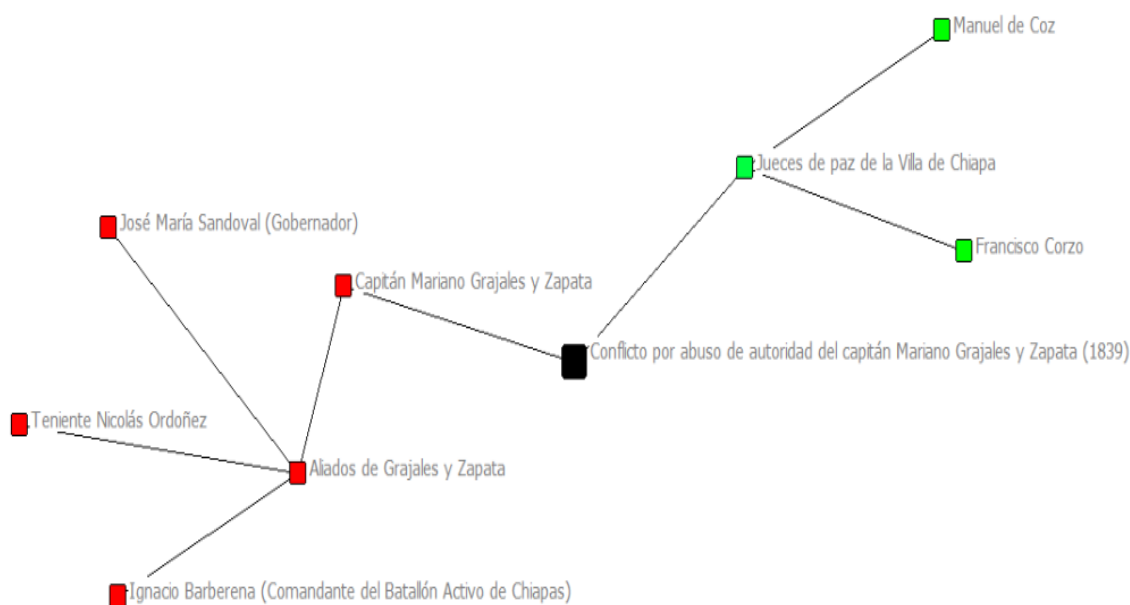 Manuel de Coz
Jueces de paz de la Villa de Chiapa
José María Sandoval (Gobernador)
Francisco Corzo
Capitán Mariano Grajales y Zapata
Conflicto por abuso de autoridad del capitán Mariano Grajales y Zapata (1839)
Teniente Nicolás Ordoñez
Aliados de Grajales y Zapata
Ignacio Barberena (Comandante del Batallón Activo de Chiapas)